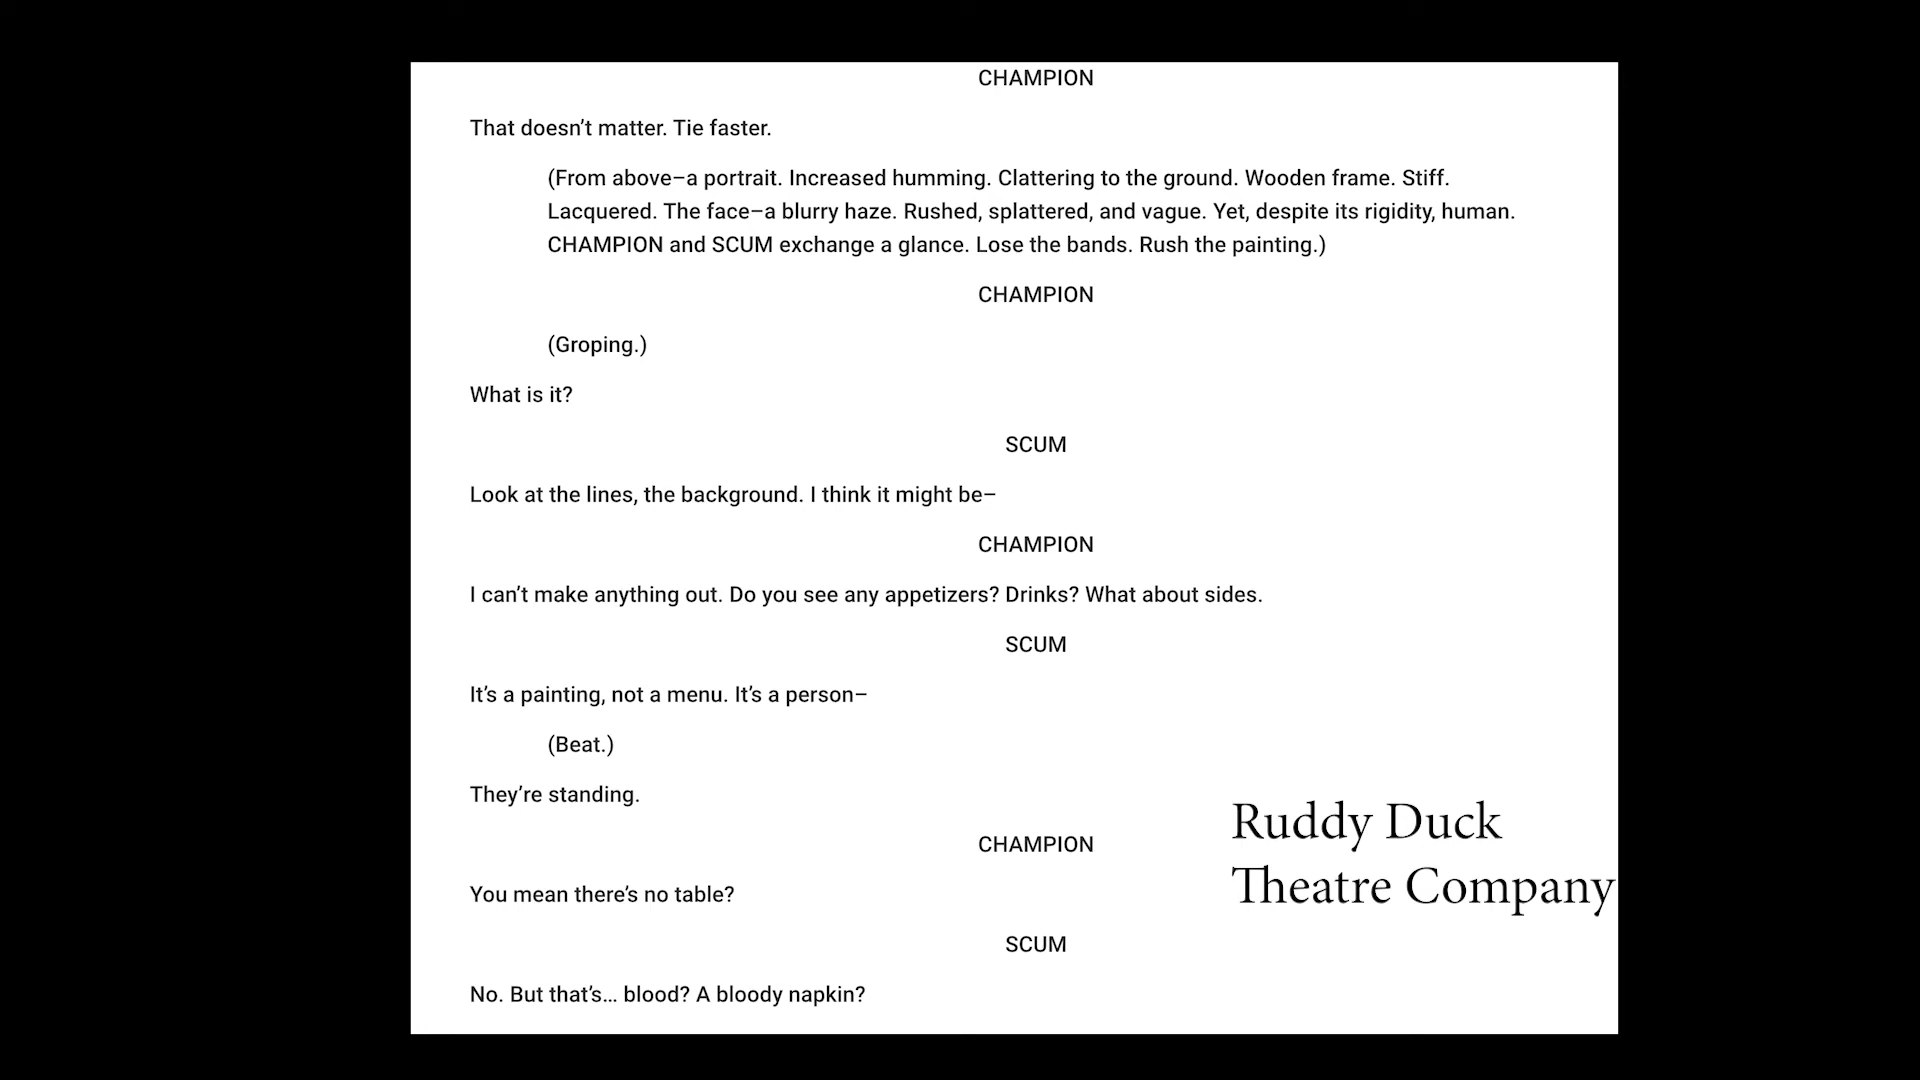 CHAMPION
That doesn’t matter. Tie faster.
(From above–a portrait. Increased humming. Clattering to the ground. Wooden frame. Stiff.
Lacquered. The face–a blurry haze. Rushed, splattered, and vague. Yet, despite its rigidity, human.
CHAMPION and SCUM exchange a glance. Lose the bands. Rush the painting.)
CHAMPION
(Groping.)
What is it?
SCUM
Look at the lines, the background. I think it might be–
CHAMPION
I can’t make anything out. Do you see any appetizers? Drinks? What about sides.
SCUM
It’s a painting, not a menu. It’s a person–
(Beat.)
They’re standing.
CHAMPION
You mean there’s no table?
SCUM
No. But that’s… blood? A bloody napkin?
Ruddy Duck
Theatre Company